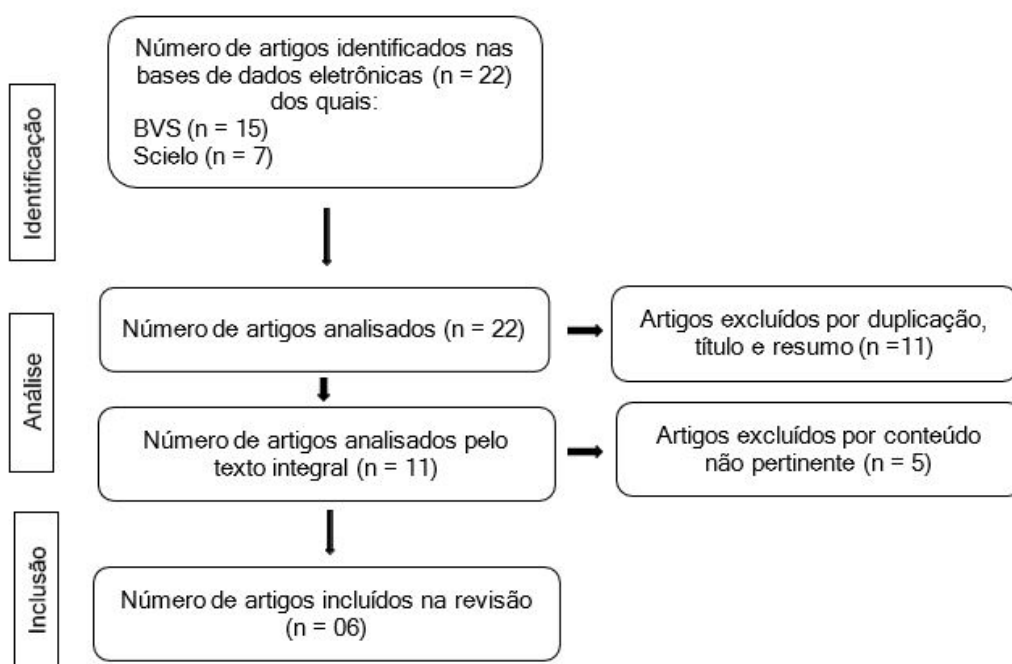 Identificação
Número de artigos identificados nas
bases de dados eletrônicas (n = 22)
dos quais:
BVS (n = 15)
Scielo (n = 7)
Análise
Número de artigos analisados (n = 22)
Artigos excluídos por duplicação,
título e resumo (n =11)
Número de artigos analisados pelo
texto integral (n = 11)
Artigos excluídos por conteúdo
não pertinente (n = 5)
Inclusão
Número de artigos incluídos na revisão
(n = 06)